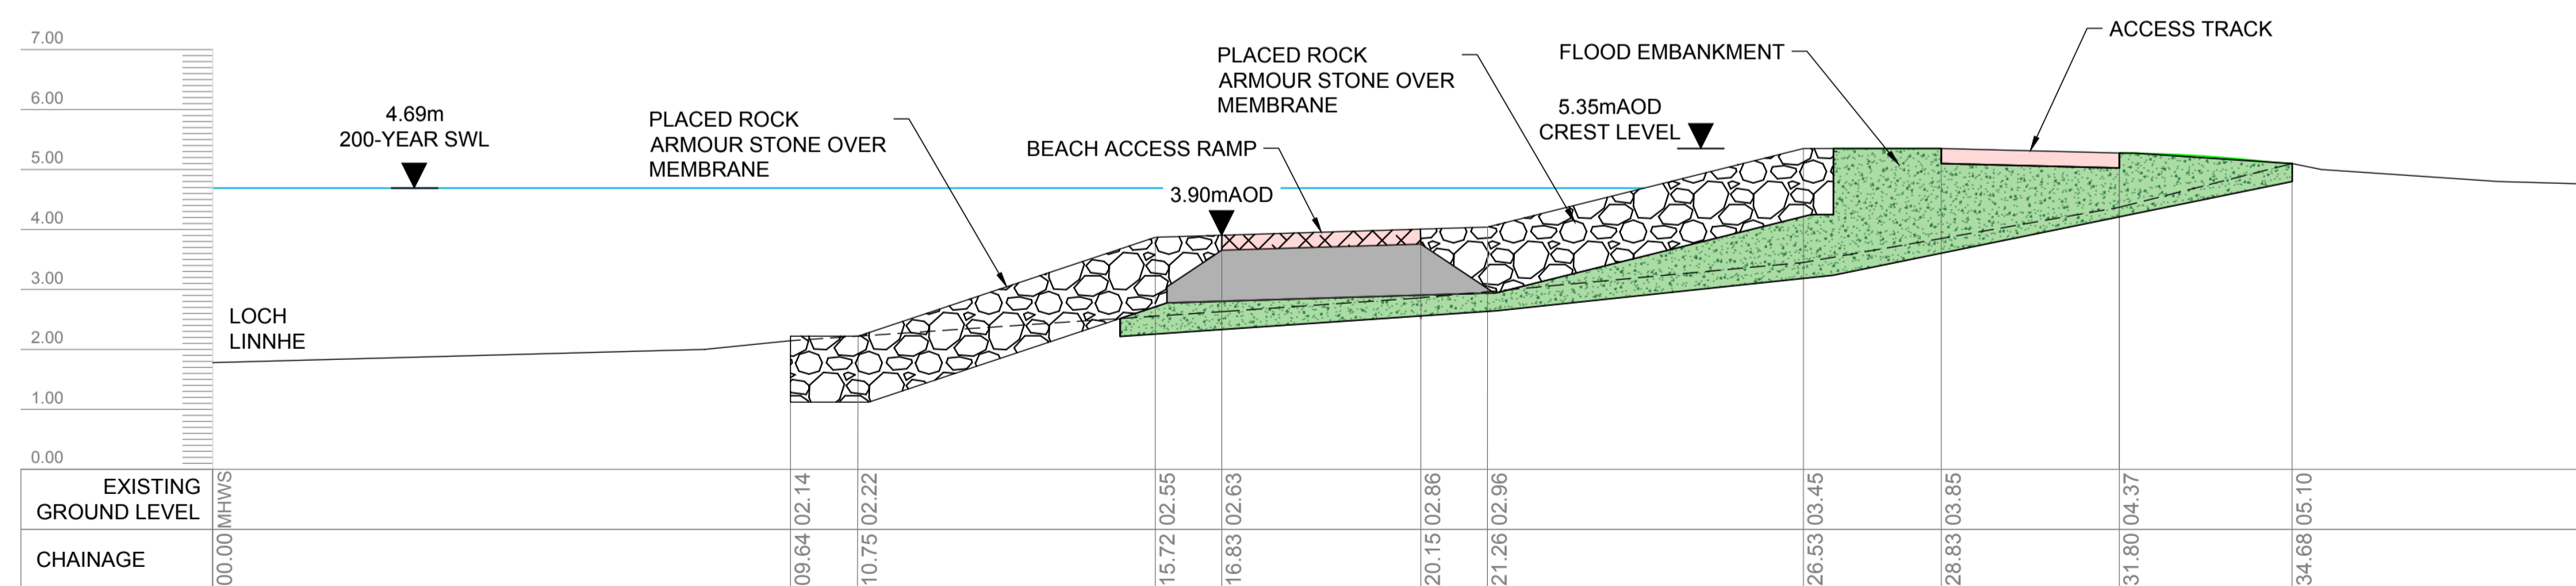 7.00
6.00
5.00
4.00
3.00
2.00
1.00
0.00
4.69m
200-YEAR SWL
LOCH
LINNHE
PLACED ROCK
ARMOUR STONE OVER
MEMBRANE
BEACH ACCESS RAMP
3.90mAOD
PLACED ROCK
ARMOUR STONE OVER
MEMBRANE
FLOOD EMBANKMENT
5.35mAOD
CREST LEVEL
ACCESS TRACK
EXISTING
GROUND LEVEL
MHWS
02.14
02.22
02.55
02.63
02.86
02.96
03.45
03.85
04.37
05.10
CHAINAGE
00.00
09.64
10.75
15.72
16.83
20.15
21.26
26.53
28.83
31.80
34.68